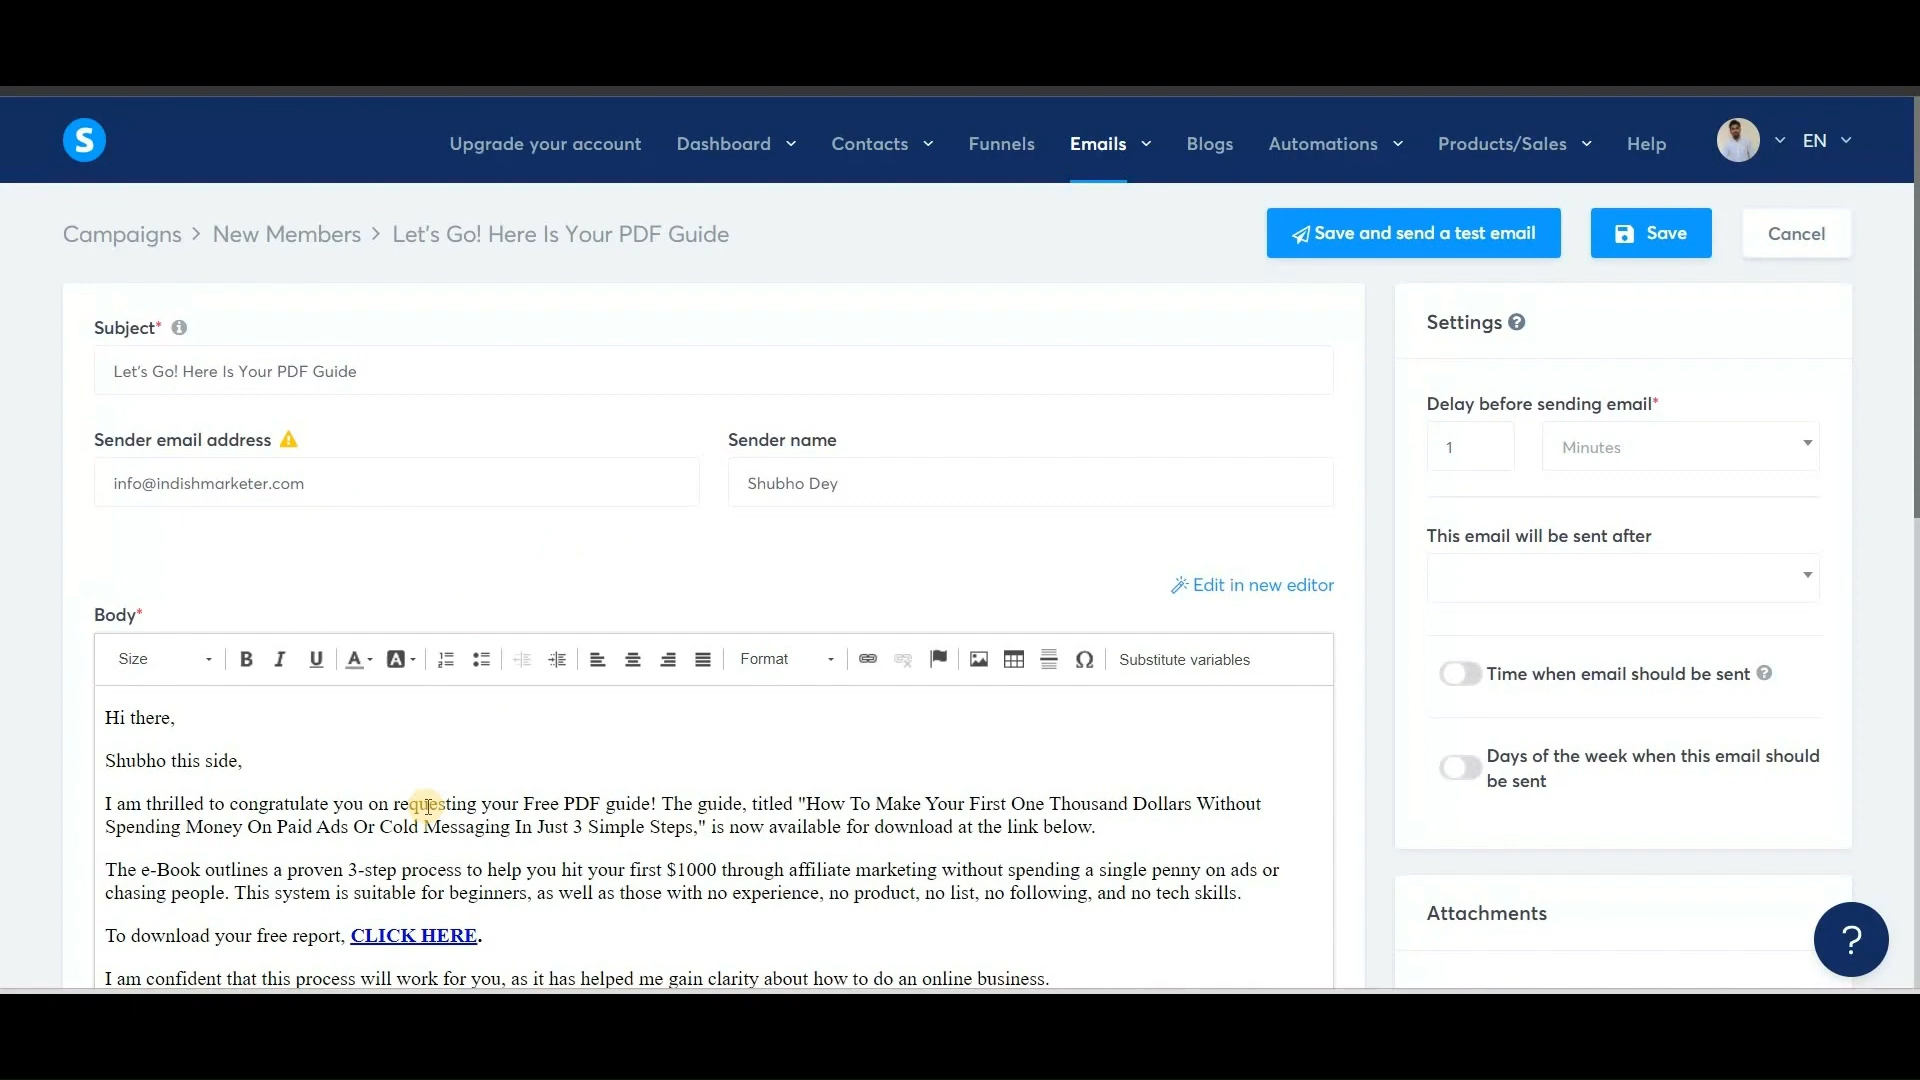 S
Upgrade your account Dashboard Contacts Funnels Emails Blogs Automations Products/Sales Help EN
Campaigns > New Members > Let's Go! Here Is Your PDF Guide
Save and send a test email
Save
Cancel
Subject*
Let's Go! Here Is Your PDF Guide
Sender email address
Sender name
info@indishmarketer.com
Shubho Dey
Edit in new editor
Body*
Size B I U A A Format Ω Substitute variables
Hi there,
Shubho this side,
I am thrilled to congratulate you on requesting your Free PDF guide! The guide, titled "How To Make Your First One Thousand Dollars Without
Spending Money On Paid Ads Or Cold Messaging In Just 3 Simple Steps," is now available for download at the link below.
The e-Book outlines a proven 3-step process to help you hit your first $1000 through affiliate marketing without spending a single penny on ads or
chasing people. This system is suitable for beginners, as well as those with no experience, no product, no list, no following, and no tech skills.
To download your free report, CLICK HERE.
I am confident that this process will work for you, as it has helped me gain clarity about how to do an online business.
Settings ?
Delay before sending email*
1 Minutes
This email will be sent after
Time when email should be sent ?
Days of the week when this email should
be sent
Attachments
?